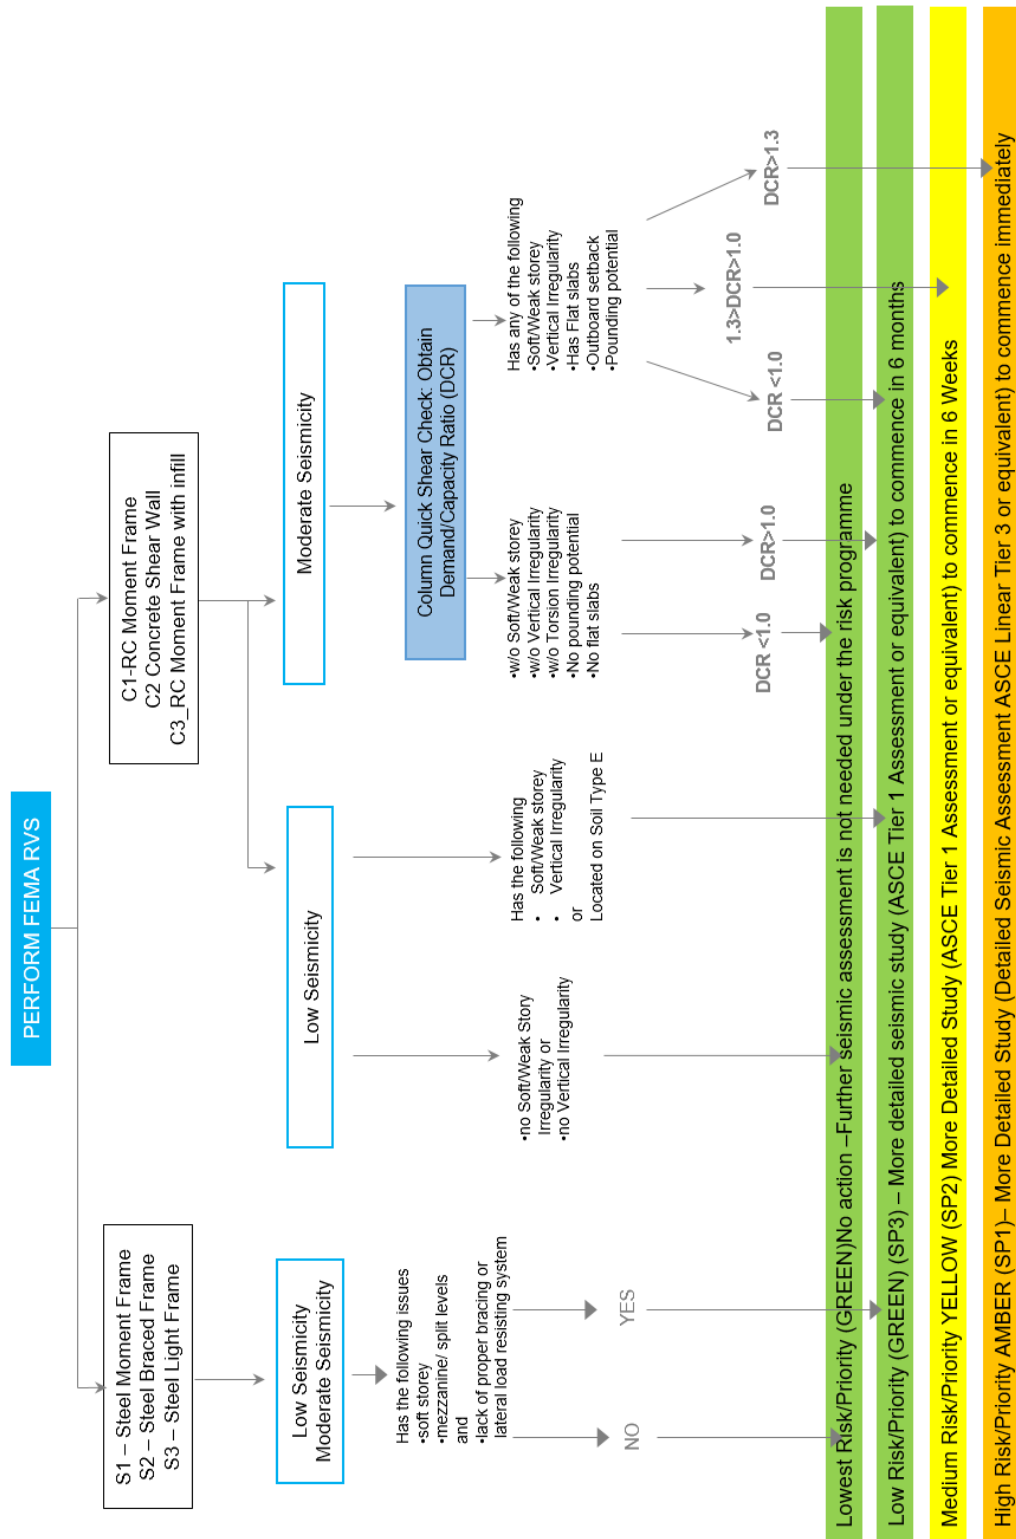 PERFORM FEMA RVS
S1 – Steel Moment Frame
S2 – Steel Braced Frame
S3 – Steel Light Frame
C1-RC Moment Frame
C2 Concrete Shear Wall
C3_RC Moment Frame with infill
Low Seismicity
Moderate Seismicity
Low Seismicity
Moderate Seismicity
Column Quick Shear Check: Obtain
Demand/Capacity Ratio (DCR)
Has the following issues
•soft storey
•mezzanine/ split levels
and
•lack of proper bracing or
lateral load resisting system
•no Soft/Weak Story
Irregularity or
•no Vertical Irregularity
Has the following
• Soft/Weak storey
• Vertical Irregularity
or
Located on Soil Type E
•w/o Soft/Weak storey
•w/o Vertical Irregularity
•w/o Torsion Irregularity
•No pounding potential
•No flat slabs
Has any of the following
•Soft/Weak storey
•Vertical Irregularity
•Has Flat slabs
•Outboard setback
•Pounding potential
NO
YES
DCR <1.0
DCR>1.0
DCR <1.0
1.3>DCR>1.0
DCR>1.3
Lowest Risk/Priority (GREEN)No action –Further seismic assessment is not needed under the risk programme
Low Risk/Priority (GREEN) (SP3) – More detailed seismic study (ASCE Tier 1 Assessment or equivalent) to commence in 6 months
Medium Risk/Priority YELLOW (SP2) More Detailed Study (ASCE Tier 1 Assessment or equivalent) to commence in 6 Weeks
High Risk/Priority AMBER (SP1)– More Detailed Study (Detailed Seismic Assessment ASCE Linear Tier 3 or equivalent) to commence immediately